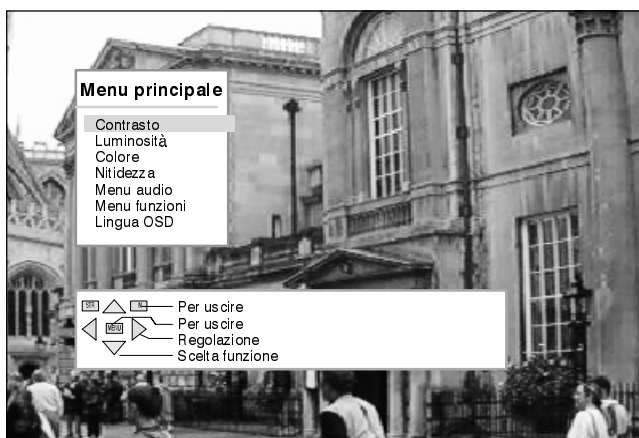 Menu principale
Contrasto
Luminosità
Colore
Nitidezza
Menu audio
Menu funzioni
Lingua OSD
Per uscire
MENU
Per uscire
Regolazione
Scelta funzione